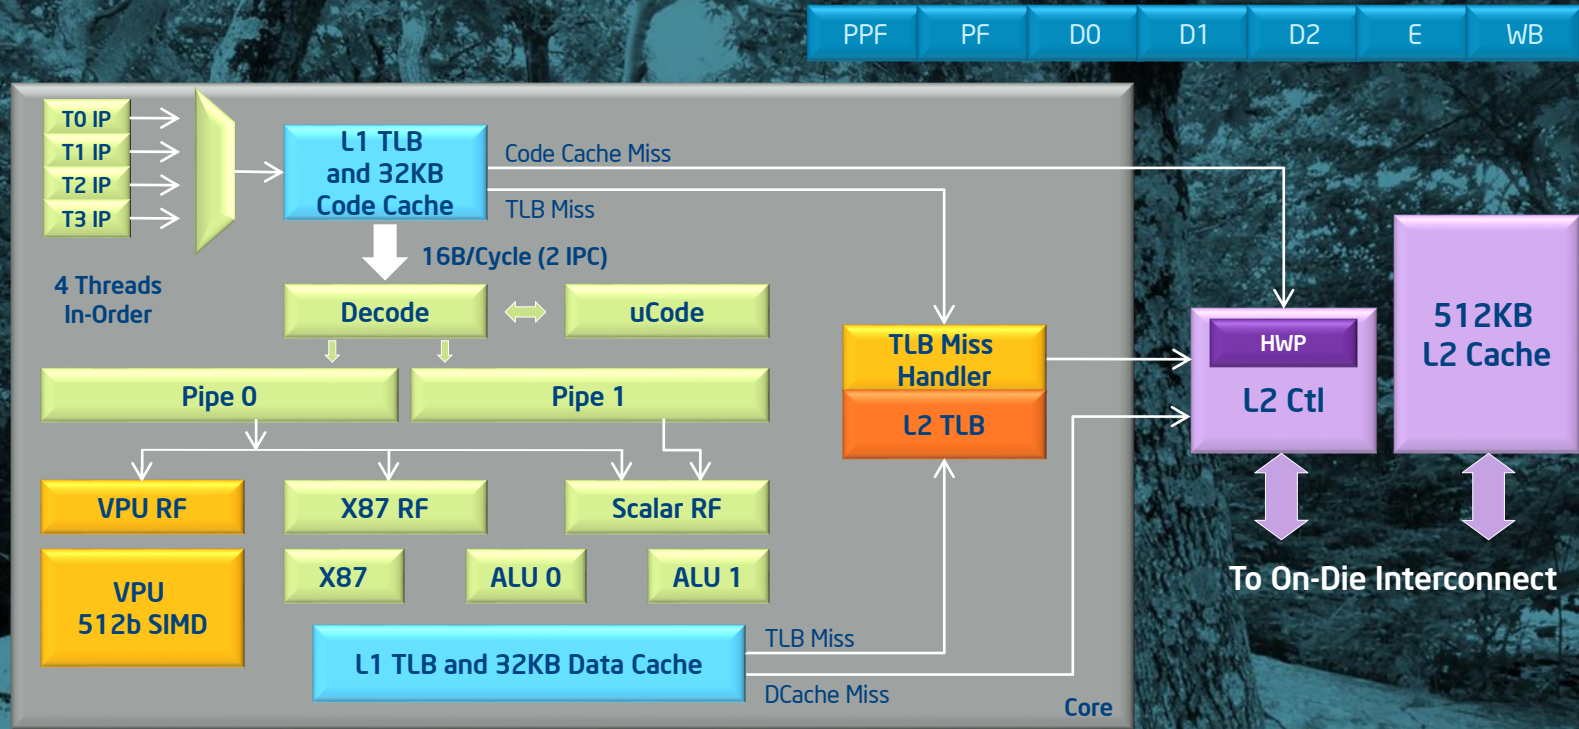 PPF PF D0 D1 D2 E WB
T0 IP
T1 IP
T2 IP
T3 IP
4 Threads
In-Order
L1 TLB
and 32KB
Code Cache
Code Cache Miss
TLB Miss
16B/Cycle (2 IPC)
Decode
uCode
Pipe 0
Pipe 1
VPU RF
X87 RF
Scalar RF
VPU
512b SIMD
X87
ALU 0
ALU 1
L1 TLB and 32KB Data Cache
TLB Miss
DCache Miss
TLB Miss
Handler
L2 TLB
Core
HWP
L2 Ctl
512KB
L2 Cache
To On-Die Interconnect